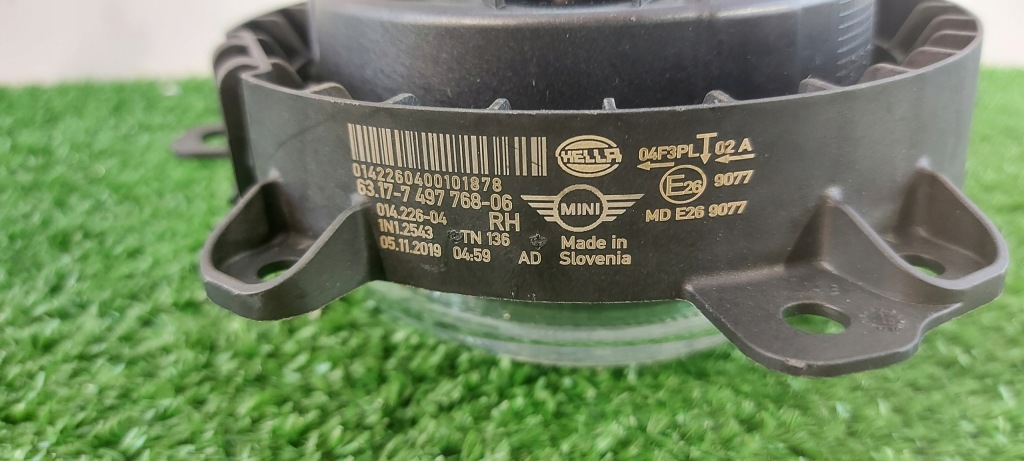 0142260400101878
63.17-7 497 768-06
014.226-04 RH
1N1.2543 PTN 136
05.11.2019 04:59 AD
HELLA
MINI
Made in
Slovenia
04F3PL 02 A
E26 9077
MD E26 9077